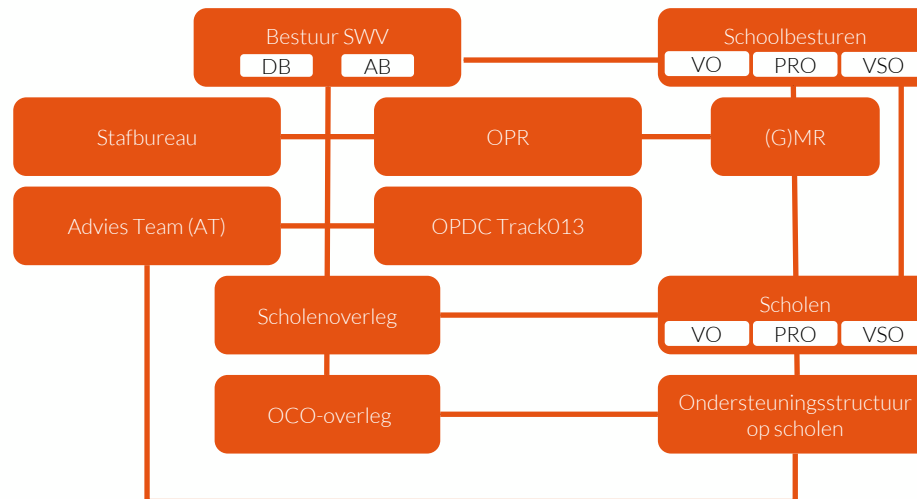 Bestuur SWV
DB
AB
Schoolbesturen
VO
PRO
VSO
Stafbureau
OPR
(G)MR
Advies Team (AT)
OPDC Track013
Scholenoverleg
Scholen
VO
PRO
VSO
OCO-overleg
Ondersteuningsstructuur
op scholen